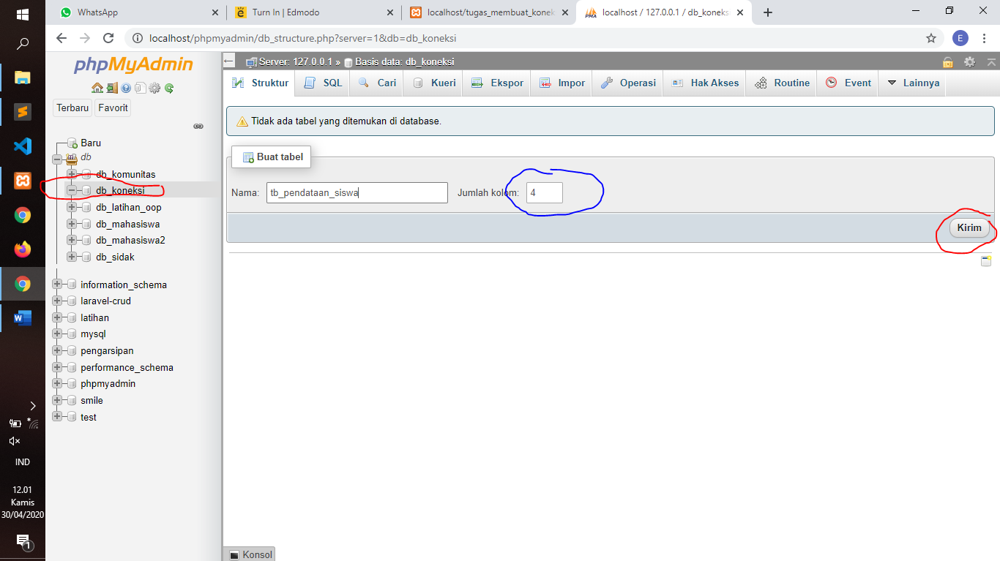 WhatsApp
Turn In | Edmodo
localhost/tugas_membuat_konek
localhost / 127.0.0.1 / db_koneks
localhost/phpmyadmin/db_structure.php?server=1&db=db_koneksi
E
phpMyAdmin
Terbaru Favorit
Baru
db
db_komunitas
db_koneksi
db_latihan_oop
db_mahasiswa
db_mahasiswa2
db_sidak
information_schema
laravel-crud
latihan
mysql
pengarsipan
performance_schema
phpmyadmin
smile
test
Server: 127.0.0.1 » Basis data: db_koneksi
Struktur SQL Cari Kueri Ekspor Impor Operasi Hak Akses Routine Event Lainnya
Tidak ada tabel yang ditemukan di database.
Buat tabel
Nama: tb_pendataan_siswa Jumlah kolom: 4
Kirim
Konsol
IND
12.01
Kamis
30/04/2020
1